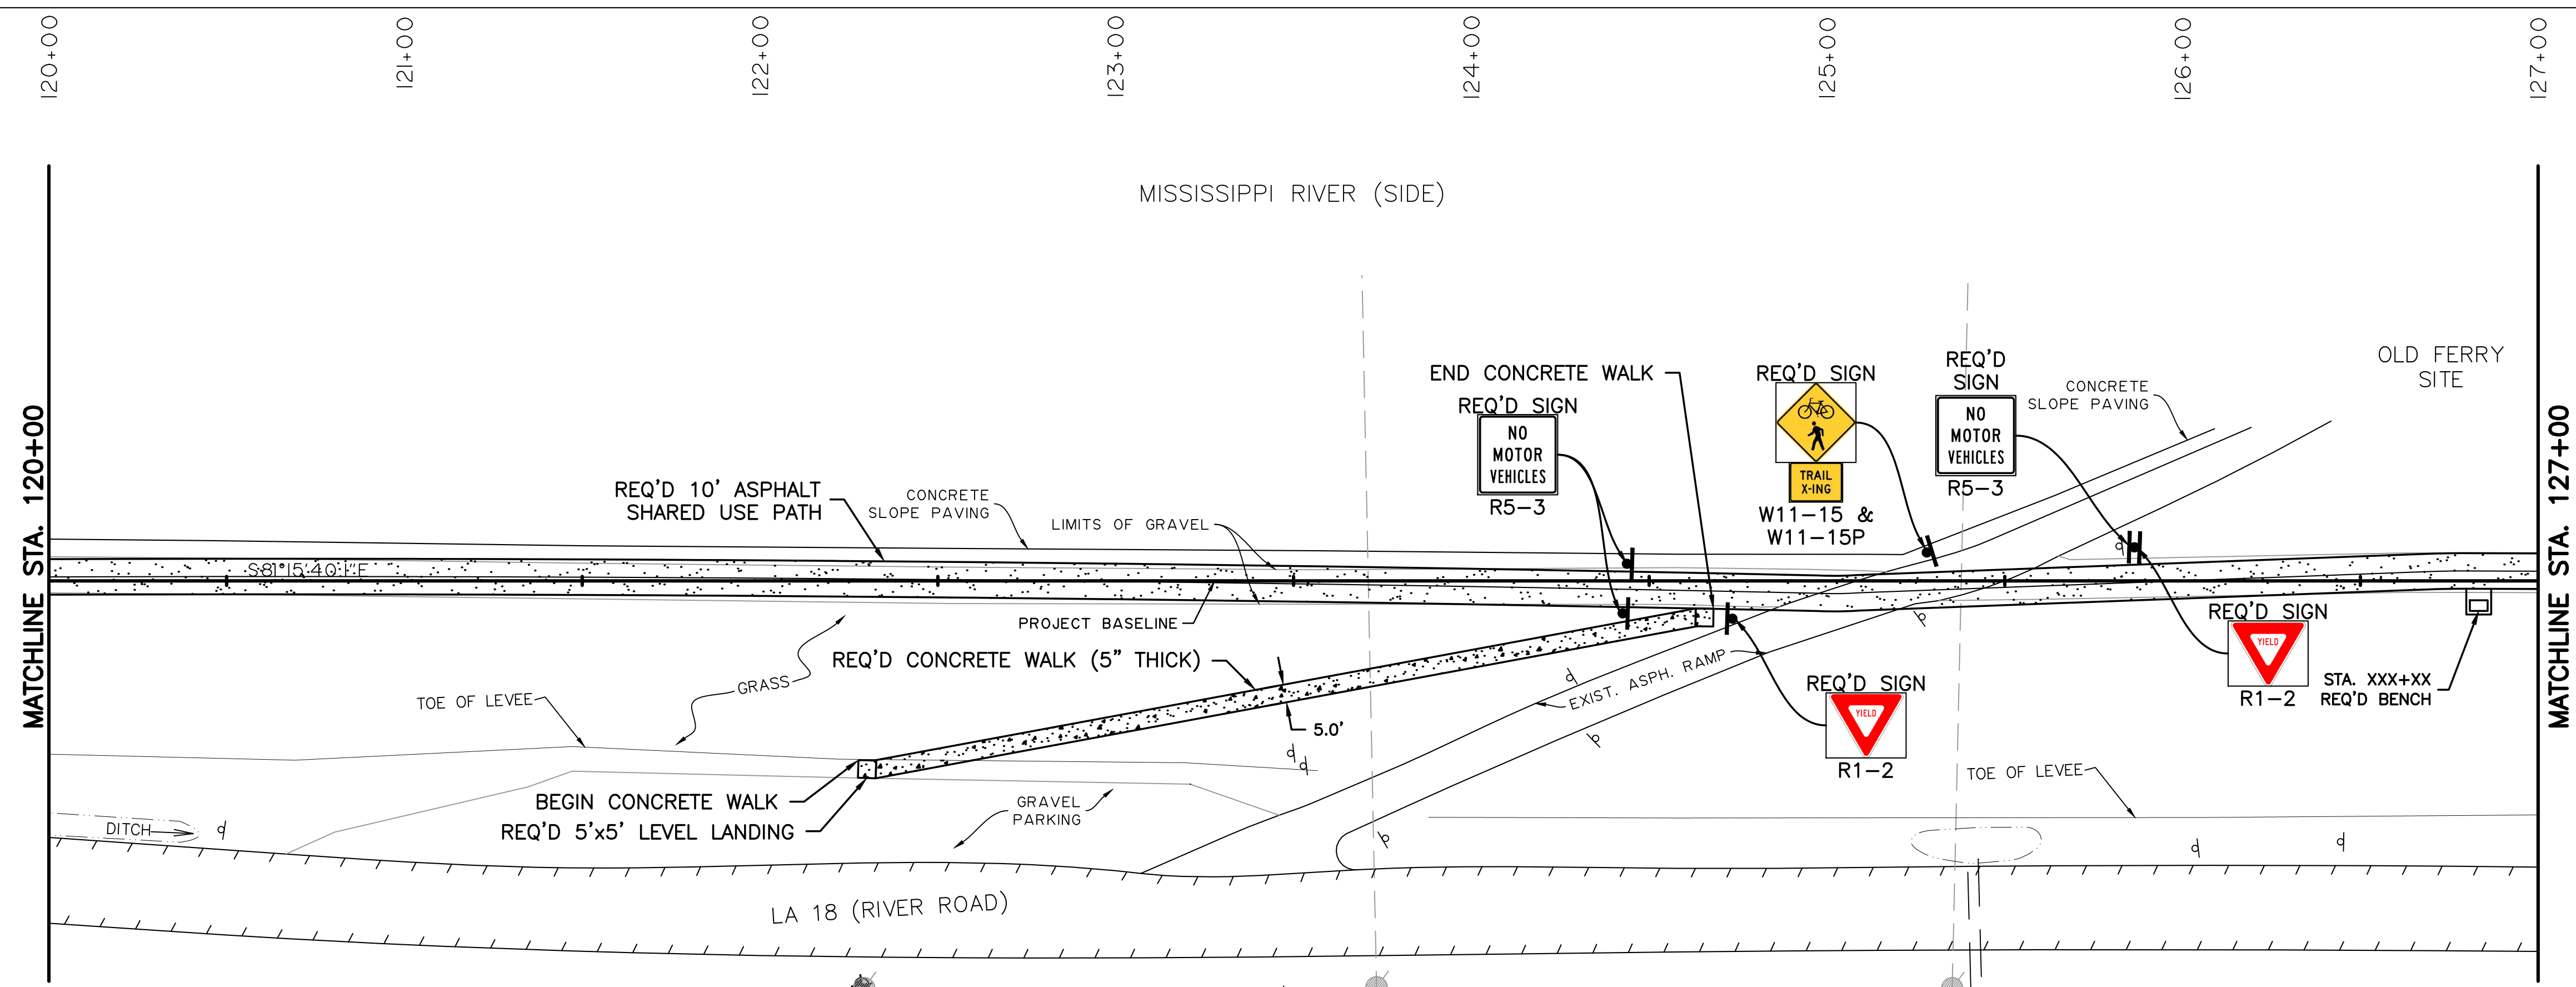 120+00
121+00
122+00
123+00
124+00
125+00
126+00
127+00
MISSISSIPPI RIVER (SIDE)
MATCHLINE STA. 120+00
MATCHLINE STA. 127+00
OLD FERRY
SITE
END CONCRETE WALK
REQ'D SIGN
NO
MOTOR
VEHICLES
R5-3
REQ'D SIGN
TRAIL
X-ING
W11-15 &
W11-15P
REQ'D
SIGN
NO
MOTOR
VEHICLES
R5-3
CONCRETE
SLOPE PAVING
REQ'D 10' ASPHALT
SHARED USE PATH
CONCRETE
SLOPE PAVING
LIMITS OF GRAVEL
S81°15'40.1"E
PROJECT BASELINE
REQ'D CONCRETE WALK (5" THICK)
GRASS
TOE OF LEVEE
5.0'
EXIST. ASPH. RAMP
REQ'D SIGN
YIELD
R1-2
REQ'D SIGN
YIELD
R1-2
STA. XXX+XX
REQ'D BENCH
TOE OF LEVEE
BEGIN CONCRETE WALK
REQ'D 5'x5' LEVEL LANDING
GRAVEL
PARKING
DITCH
LA 18 (RIVER ROAD)